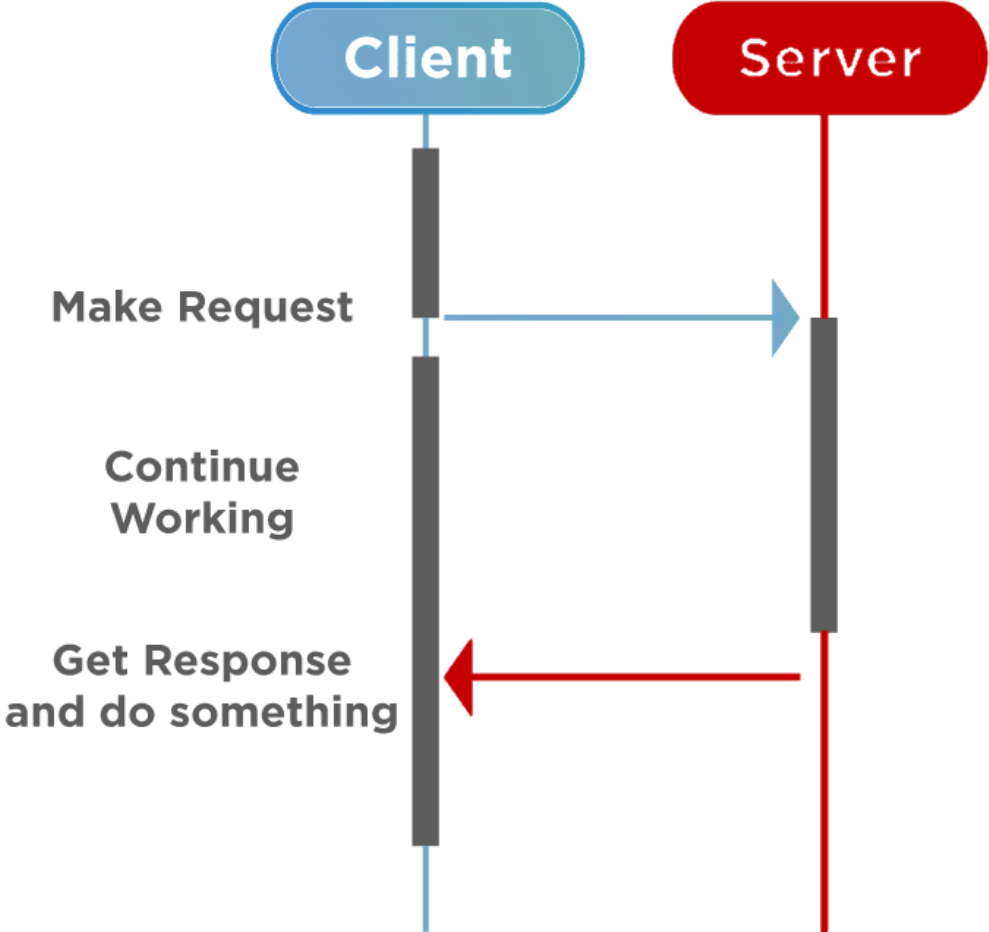 Client
Server
Make Request
Continue
Working
Get Response
and do something